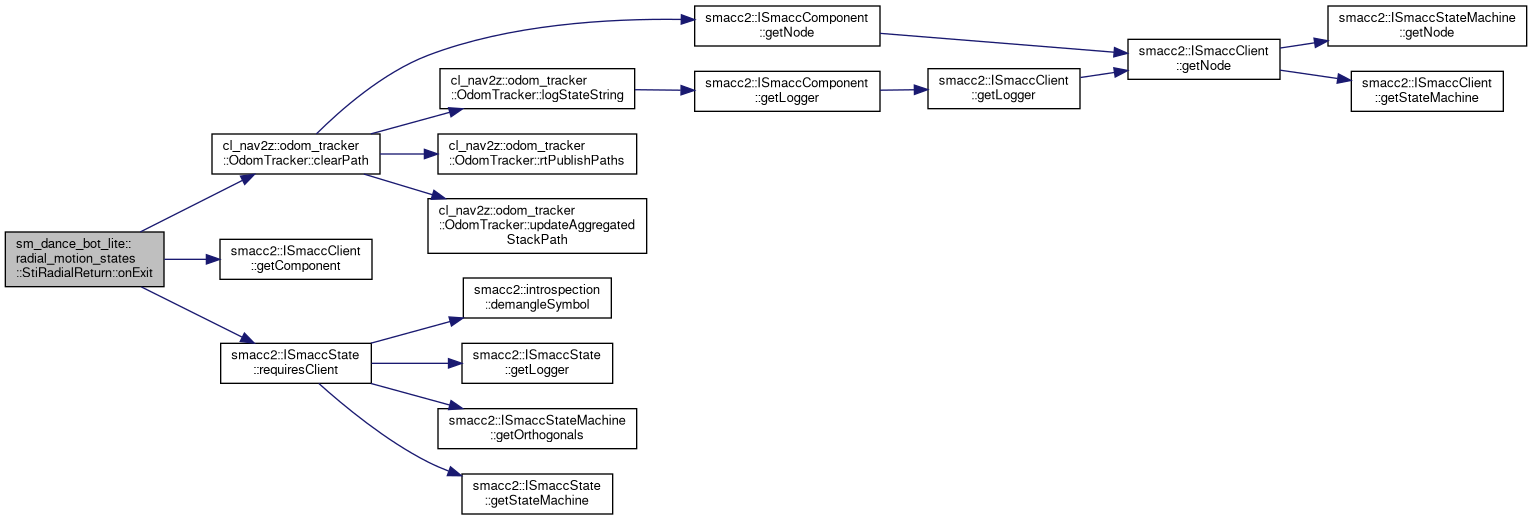 sm_dance_bot_lite::
radial_motion_states
::StiRadialReturn::onExit
cl_nav2z::odom_tracker
::OdomTracker::clearPath
smacc2::ISmaccClient
::getComponent
smacc2::ISmaccState
::requiresClient
smacc2::ISmaccComponent
::getNode
cl_nav2z::odom_tracker
::OdomTracker::logStateString
cl_nav2z::odom_tracker
::OdomTracker::rtPublishPaths
cl_nav2z::odom_tracker
::OdomTracker::updateAggregated
StackPath
smacc2::ISmaccComponent
::getLogger
smacc2::ISmaccClient
::getLogger
smacc2::ISmaccClient
::getNode
smacc2::ISmaccStateMachine
::getNode
smacc2::ISmaccClient
::getStateMachine
smacc2::introspection
::demangleSymbol
smacc2::ISmaccState
::getLogger
smacc2::ISmaccStateMachine
::getOrthogonals
smacc2::ISmaccState
::getStateMachine